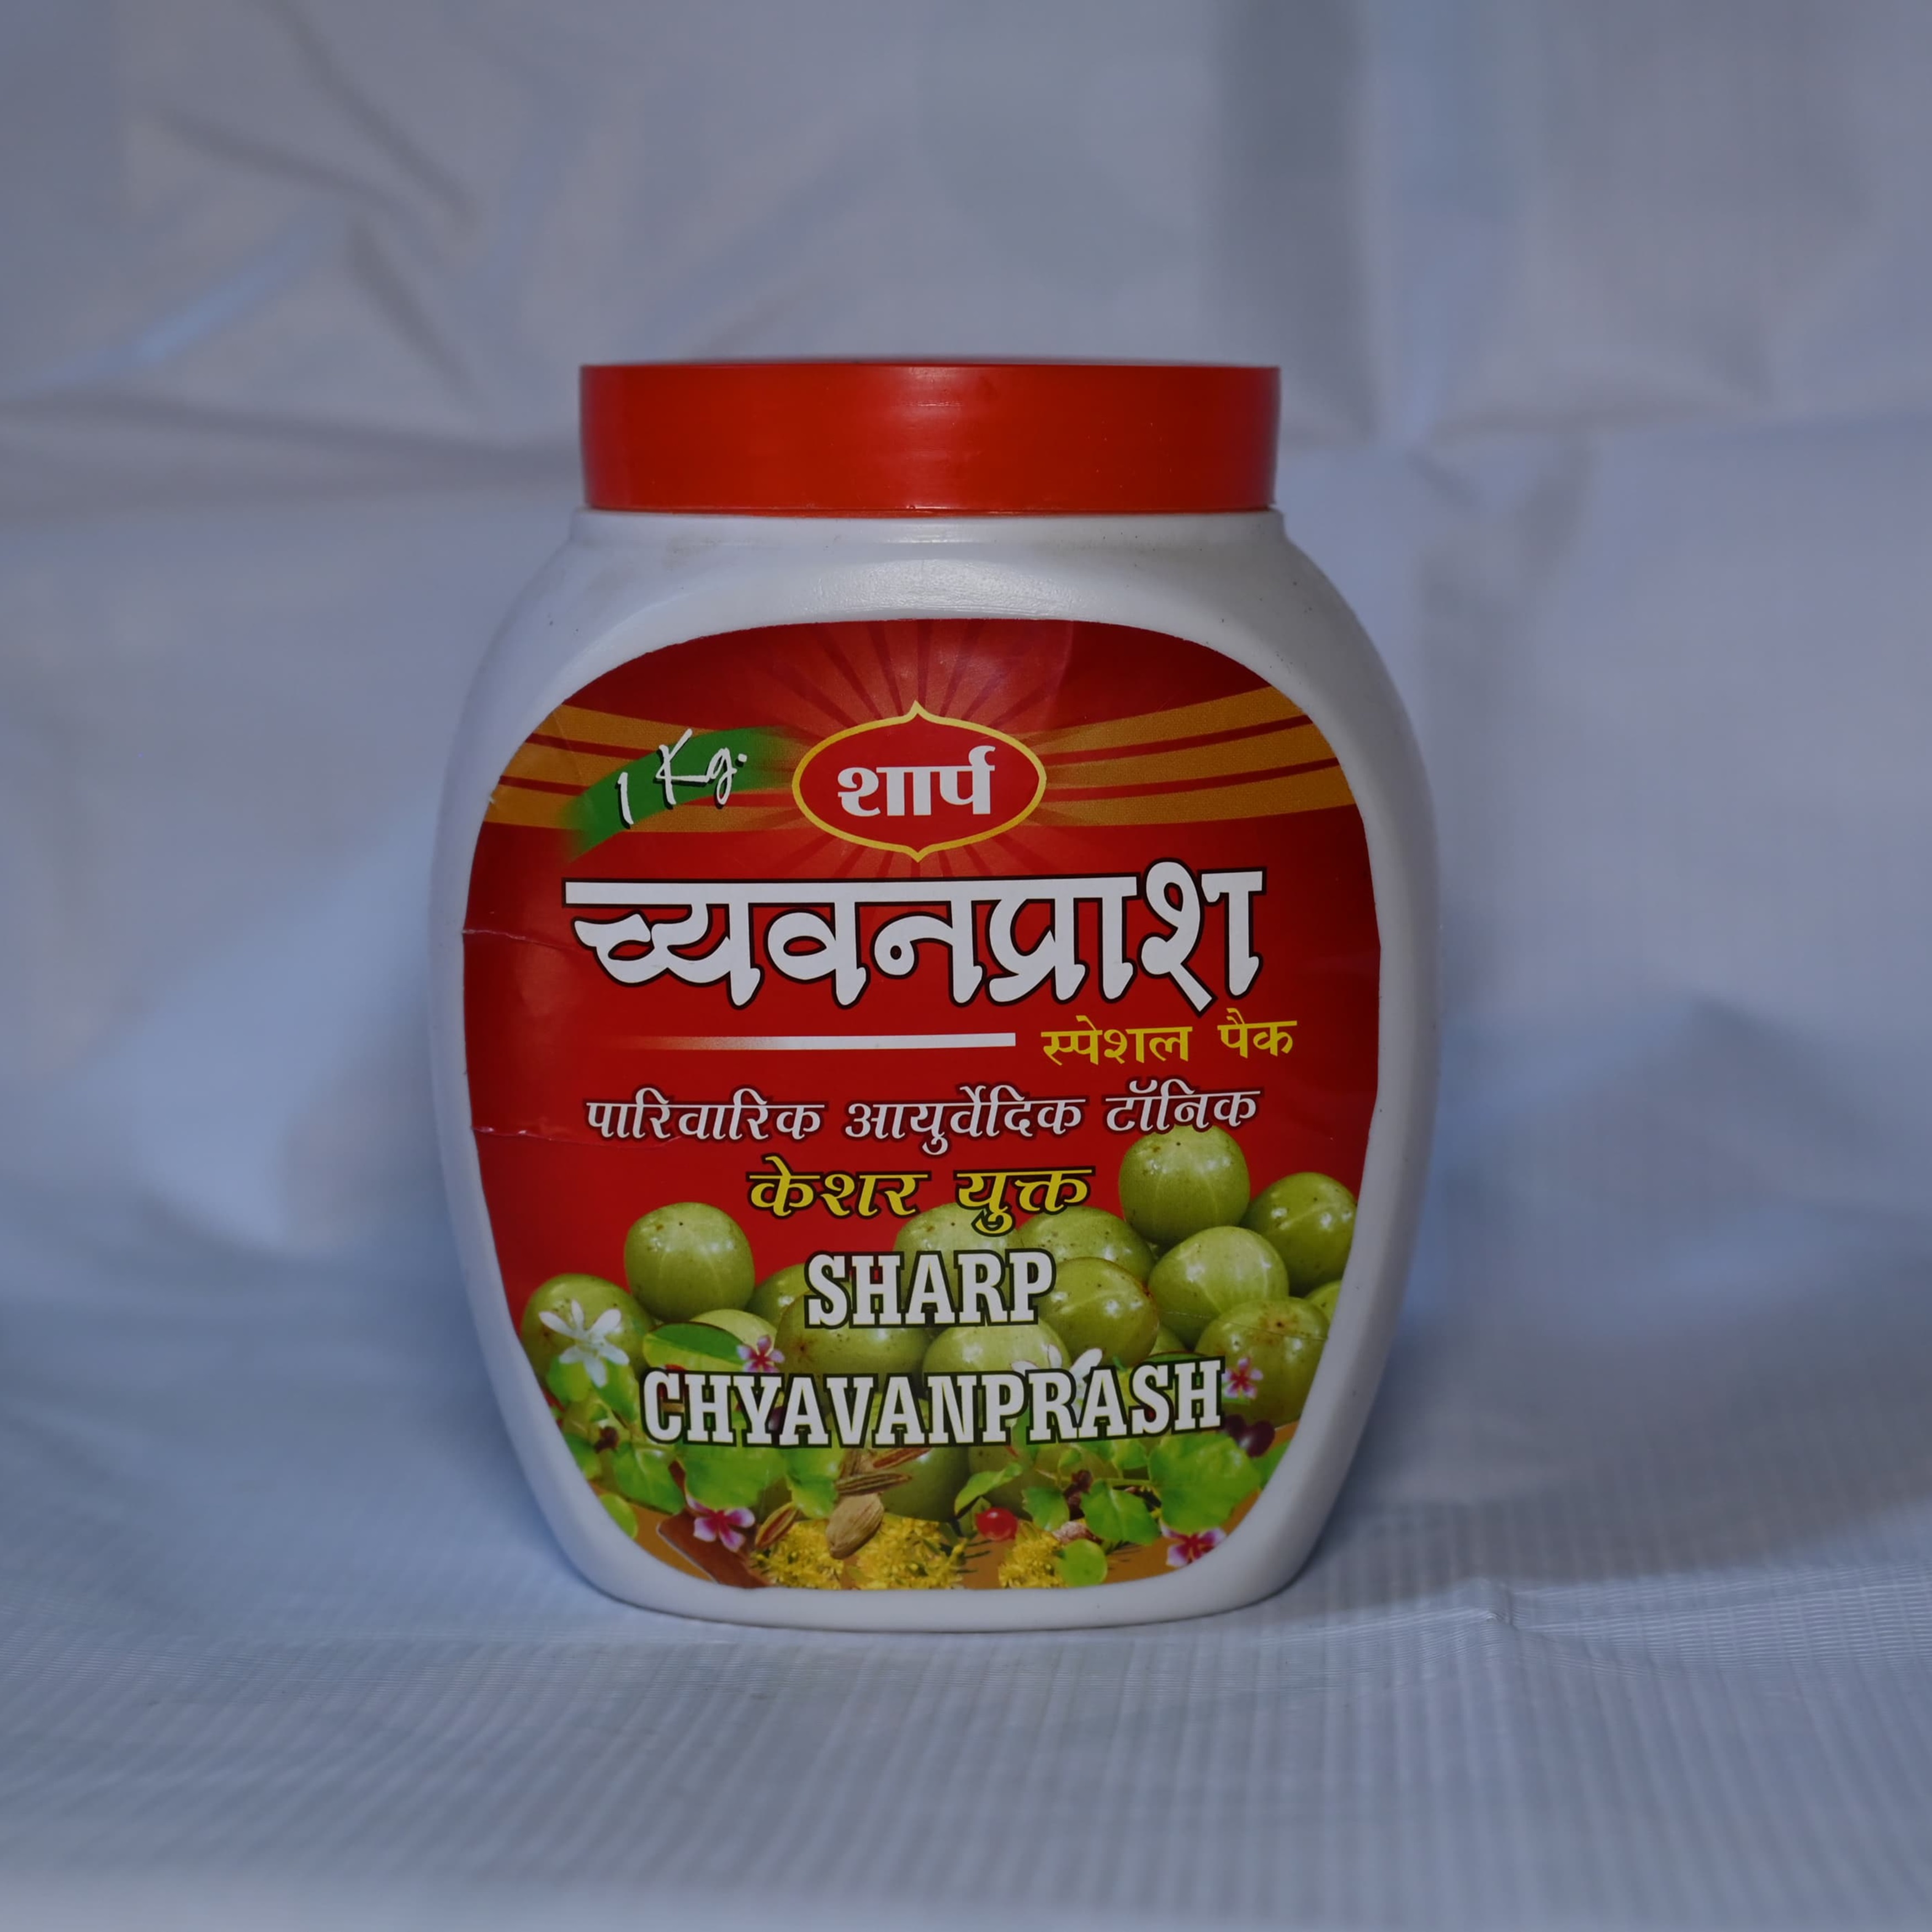 1 Kg.
शार्प
च्यवनप्राश
स्पेशल पैक
पारिवारिक आयुर्वेदिक टॉनिक
केशर युक्त
SHARP
CHYAVANPRASH